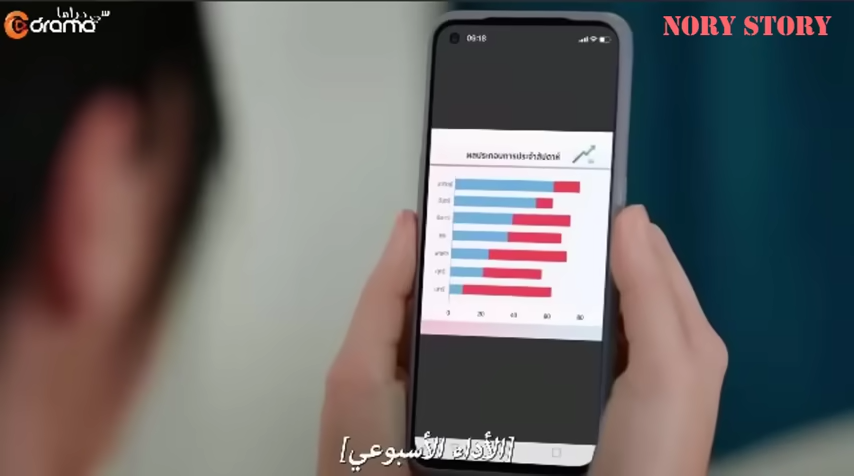 سي دراما
drama
NORY STORY
06:18
ผลประกอบการประจำสัปดาห์
0 20 40 60 80
[الأداء الأسبوعي]